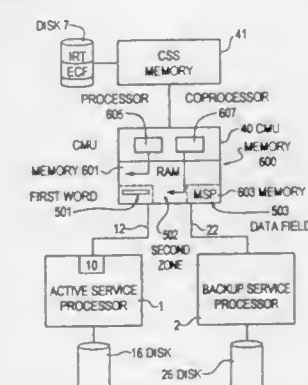 DISK 7
IRT
ECF
CSS
MEMORY
41
PROCESSOR
605
COPROCESSOR
607
CMU
40 CMU
MEMORY
600
MEMORY 601
RAM
FIRST WORD
501
MSP
603 MEMORY
502
503
DATA FIELD
12
SECOND
ZONE
22
10
ACTIVE SERVICE
PROCESSOR
1
BACKUP SERVICE
PROCESSOR
2
16 DISK
26 DISK